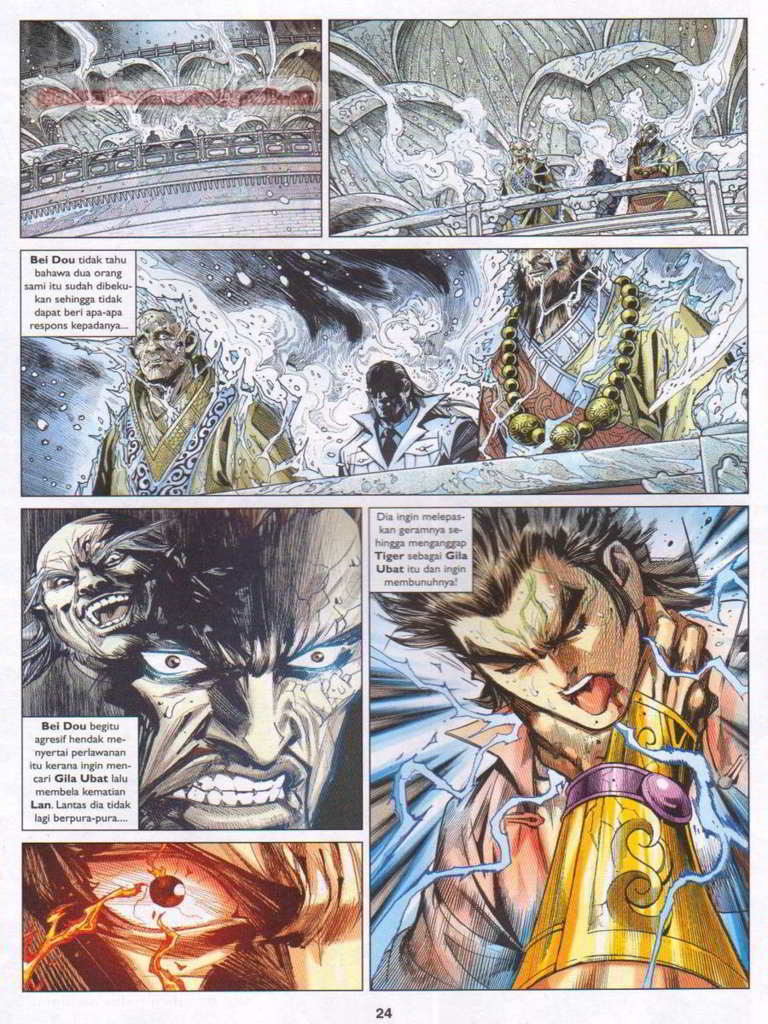 Bei Dou tidak tahu
bahawa dua orang
sami itu sudah dibeku-
kan sehingga tidak
dapat beri apa-apa
respons kepadanya...
Dia ingin melepas-
kan geramnya se-
hingga menganggap
Tiger sebagai Gila
Ubat itu dan ingin
membunuhnya!
Bei Dou begitu
agresif hendak me-
nyertai perlawanan
itu kerana ingin men-
cari Gila Ubat lalu
membela kematian
Lan. Lantas dia tidak
lagi berpura-pura....
24